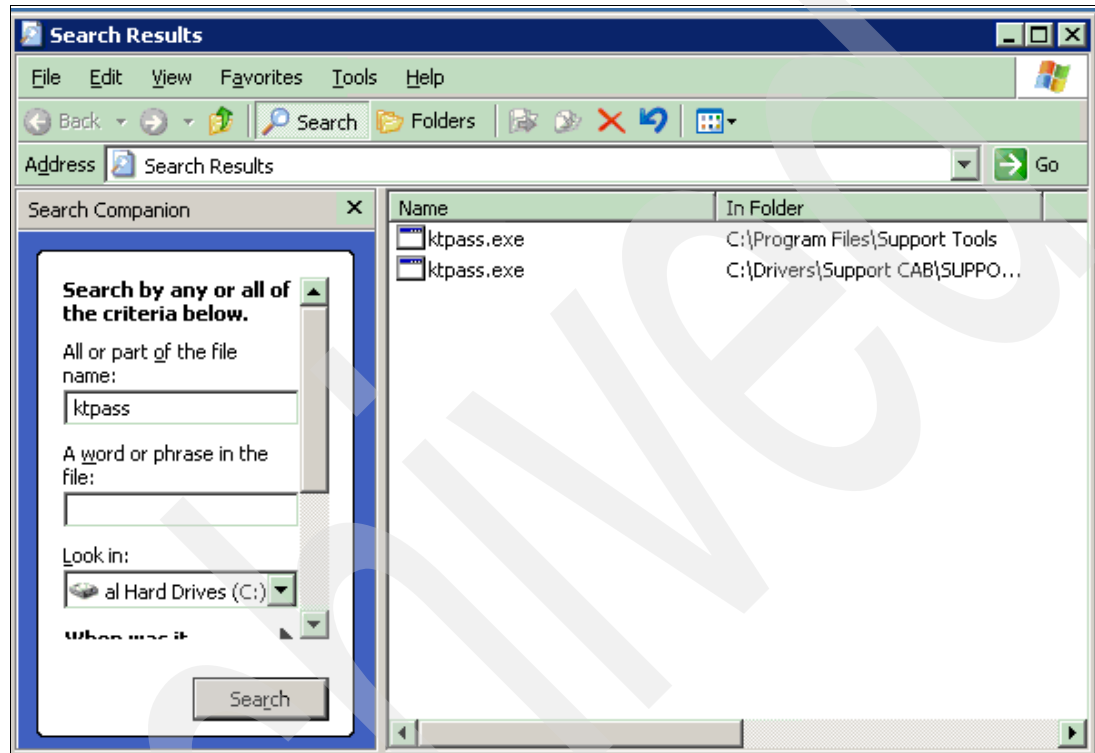 Search Results
File Edit View Favorites Tools Help
Back Search Folders
Address Search Results Go
Search Companion
Search by any or all of
the criteria below.
All or part of the file
name:
ktpass
A word or phrase in the
file:
Look in:
al Hard Drives (C:)
When was it
Search
Name In Folder
ktpass.exe C:\Program Files\Support Tools
ktpass.exe C:\Drivers\Support CAB\SUPPO...